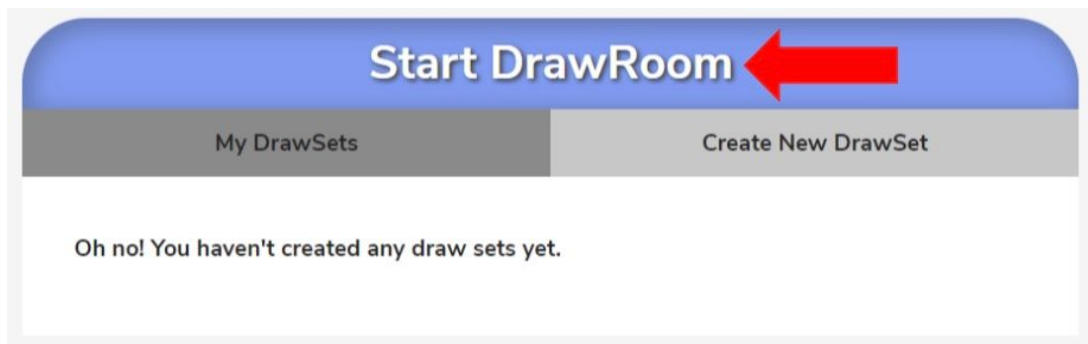 Start DrawRoom
My DrawSets
Create New DrawSet
Oh no! You haven't created any draw sets yet.